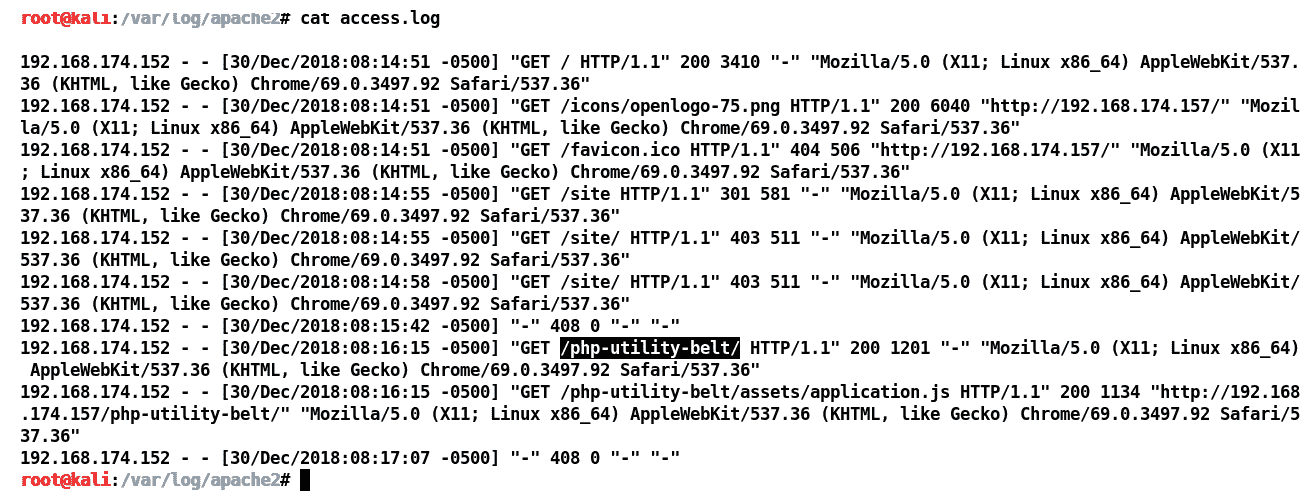 root@kali:/var/log/apache2# cat access.log
192.168.174.152 - - [30/Dec/2018:08:14:51 -0500] "GET / HTTP/1.1" 200 3410 "-" "Mozilla/5.0 (X11; Linux x86_64) AppleWebKit/537.
36 (KHTML, like Gecko) Chrome/69.0.3497.92 Safari/537.36"
192.168.174.152 - - [30/Dec/2018:08:14:51 -0500] "GET /icons/openlogo-75.png HTTP/1.1" 200 6040 "http://192.168.174.157/" "Mozil
la/5.0 (X11; Linux x86_64) AppleWebKit/537.36 (KHTML, like Gecko) Chrome/69.0.3497.92 Safari/537.36"
192.168.174.152 - - [30/Dec/2018:08:14:51 -0500] "GET /favicon.ico HTTP/1.1" 404 506 "http://192.168.174.157/" "Mozilla/5.0 (X11
; Linux x86_64) AppleWebKit/537.36 (KHTML, like Gecko) Chrome/69.0.3497.92 Safari/537.36"
192.168.174.152 - - [30/Dec/2018:08:14:55 -0500] "GET /site HTTP/1.1" 301 581 "-" "Mozilla/5.0 (X11; Linux x86_64) AppleWebKit/5
37.36 (KHTML, like Gecko) Chrome/69.0.3497.92 Safari/537.36"
192.168.174.152 - - [30/Dec/2018:08:14:55 -0500] "GET /site/ HTTP/1.1" 403 511 "-" "Mozilla/5.0 (X11; Linux x86_64) AppleWebKit/
537.36 (KHTML, like Gecko) Chrome/69.0.3497.92 Safari/537.36"
192.168.174.152 - - [30/Dec/2018:08:14:58 -0500] "GET /site/ HTTP/1.1" 403 511 "-" "Mozilla/5.0 (X11; Linux x86_64) AppleWebKit/
537.36 (KHTML, like Gecko) Chrome/69.0.3497.92 Safari/537.36"
192.168.174.152 - - [30/Dec/2018:08:15:42 -0500] "-" 408 0 "-" "-"
192.168.174.152 - - [30/Dec/2018:08:16:15 -0500] "GET /php-utility-belt/ HTTP/1.1" 200 1201 "-" "Mozilla/5.0 (X11; Linux x86_64)
AppleWebKit/537.36 (KHTML, like Gecko) Chrome/69.0.3497.92 Safari/537.36"
192.168.174.152 - - [30/Dec/2018:08:16:15 -0500] "GET /php-utility-belt/assets/application.js HTTP/1.1" 200 1134 "http://192.168
.174.157/php-utility-belt/" "Mozilla/5.0 (X11; Linux x86_64) AppleWebKit/537.36 (KHTML, like Gecko) Chrome/69.0.3497.92 Safari/5
37.36"
192.168.174.152 - - [30/Dec/2018:08:17:07 -0500] "-" 408 0 "-" "-"
root@kali:/var/log/apache2#